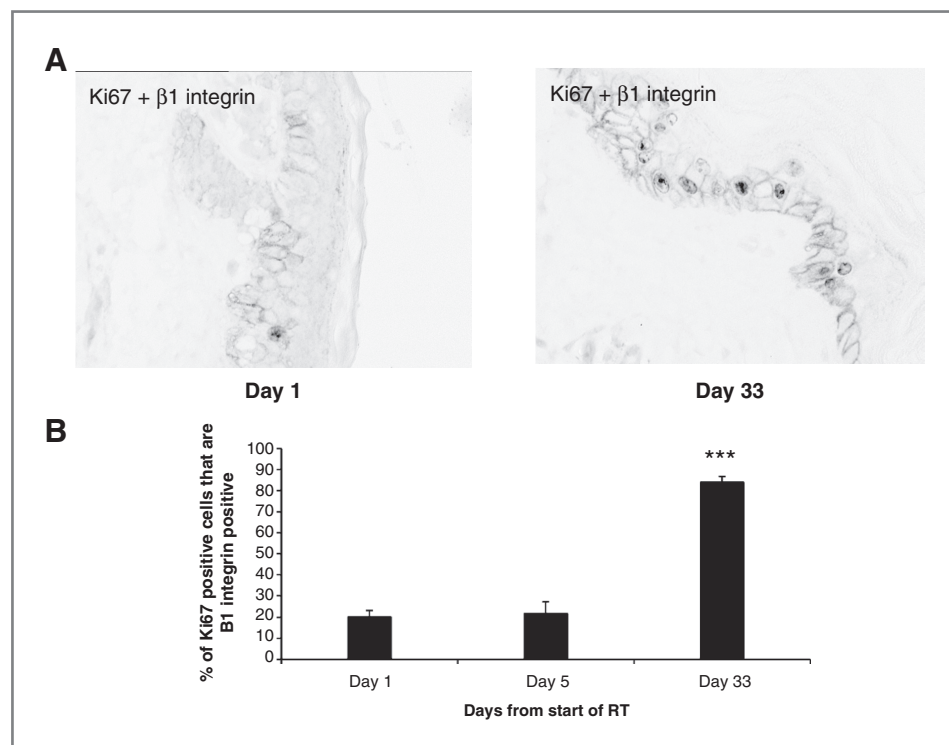 A
Ki67 + β1 integrin
Ki67 + β1 integrin
Day 1
Day 33
B
% of Ki67 positive cells that are
B1 integrin positive
100
90
80
70
60
50
40
30
20
10
0
***
Day 1
Day 5
Day 33
Days from start of RT